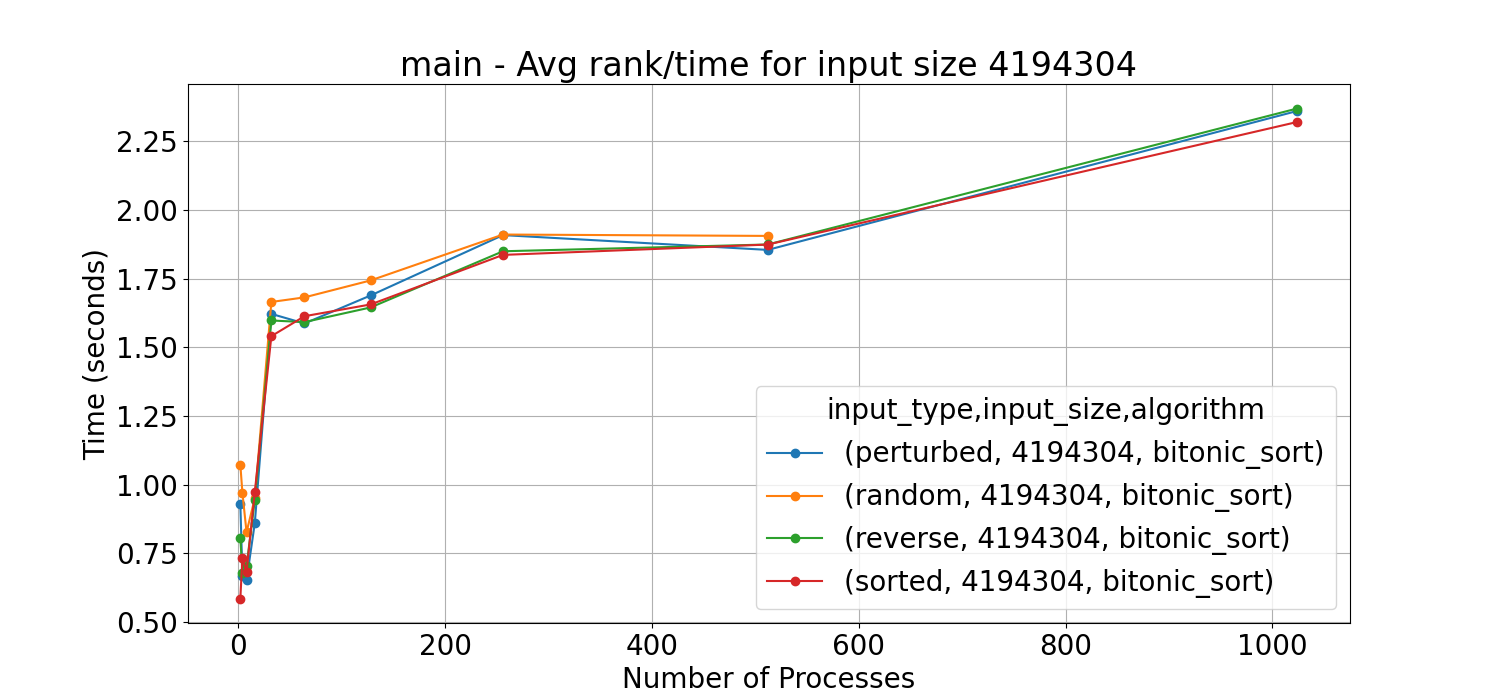 main - Avg rank/time for input size 4194304
Time (seconds)
2.25
2.00
1.75
1.50
1.25
1.00
0.75
0.50
input_type,input_size,algorithm
(perturbed, 4194304, bitonic_sort)
(random, 4194304, bitonic_sort)
(reverse, 4194304, bitonic_sort)
(sorted, 4194304, bitonic_sort)
0 200 400 600 800 1000
Number of Processes